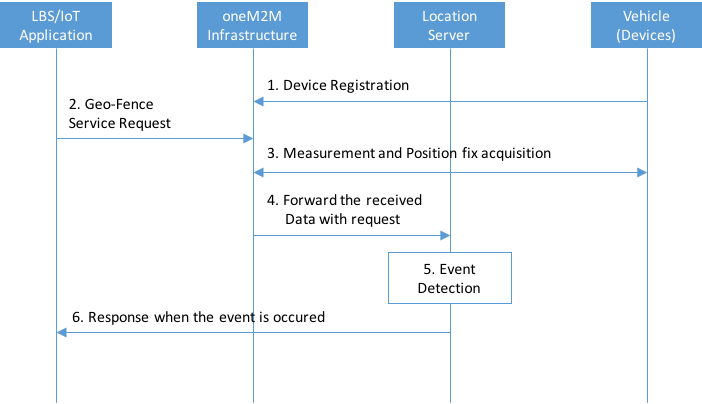 LBS/IoT
Application
oneM2M
Infrastructure
Location
Server
Vehicle
(Devices)
1. Device Registration
2. Geo-Fence
Service Request
3. Measurement and Position fix acquisition
4. Forward the received
Data with request
5. Event
Detection
6. Response when the event is occured